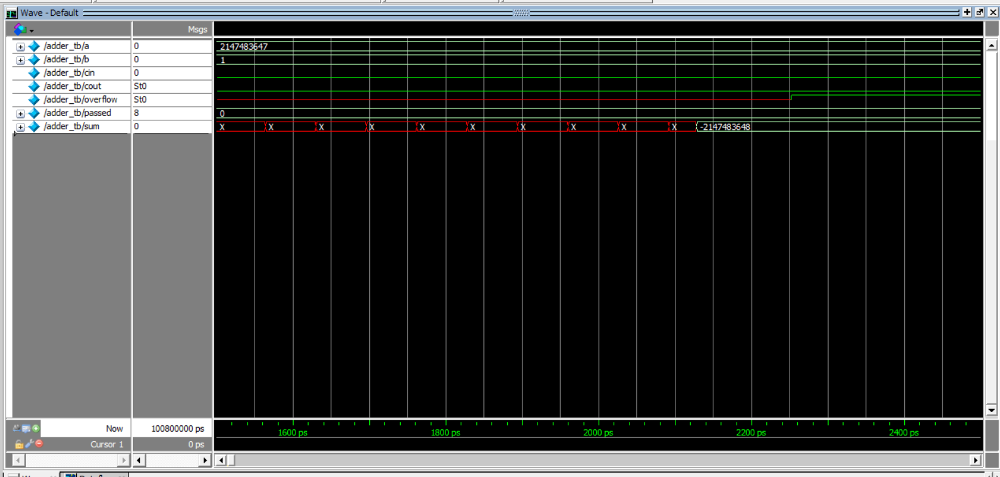 Wave - Default
Msgs
/adder_tb/a 0 2147483647
/adder_tb/b 0 1
/adder_tb/cin 0
/adder_tb/cout St0
/adder_tb/overflow St0
/adder_tb/passed 8 0
/adder_tb/sum 0 X X X X X X X X X X -2147483648
Now 100800000 ps 1600 ps 1800 ps 2000 ps 2200 ps 2400 ps
Cursor 1 0 ps